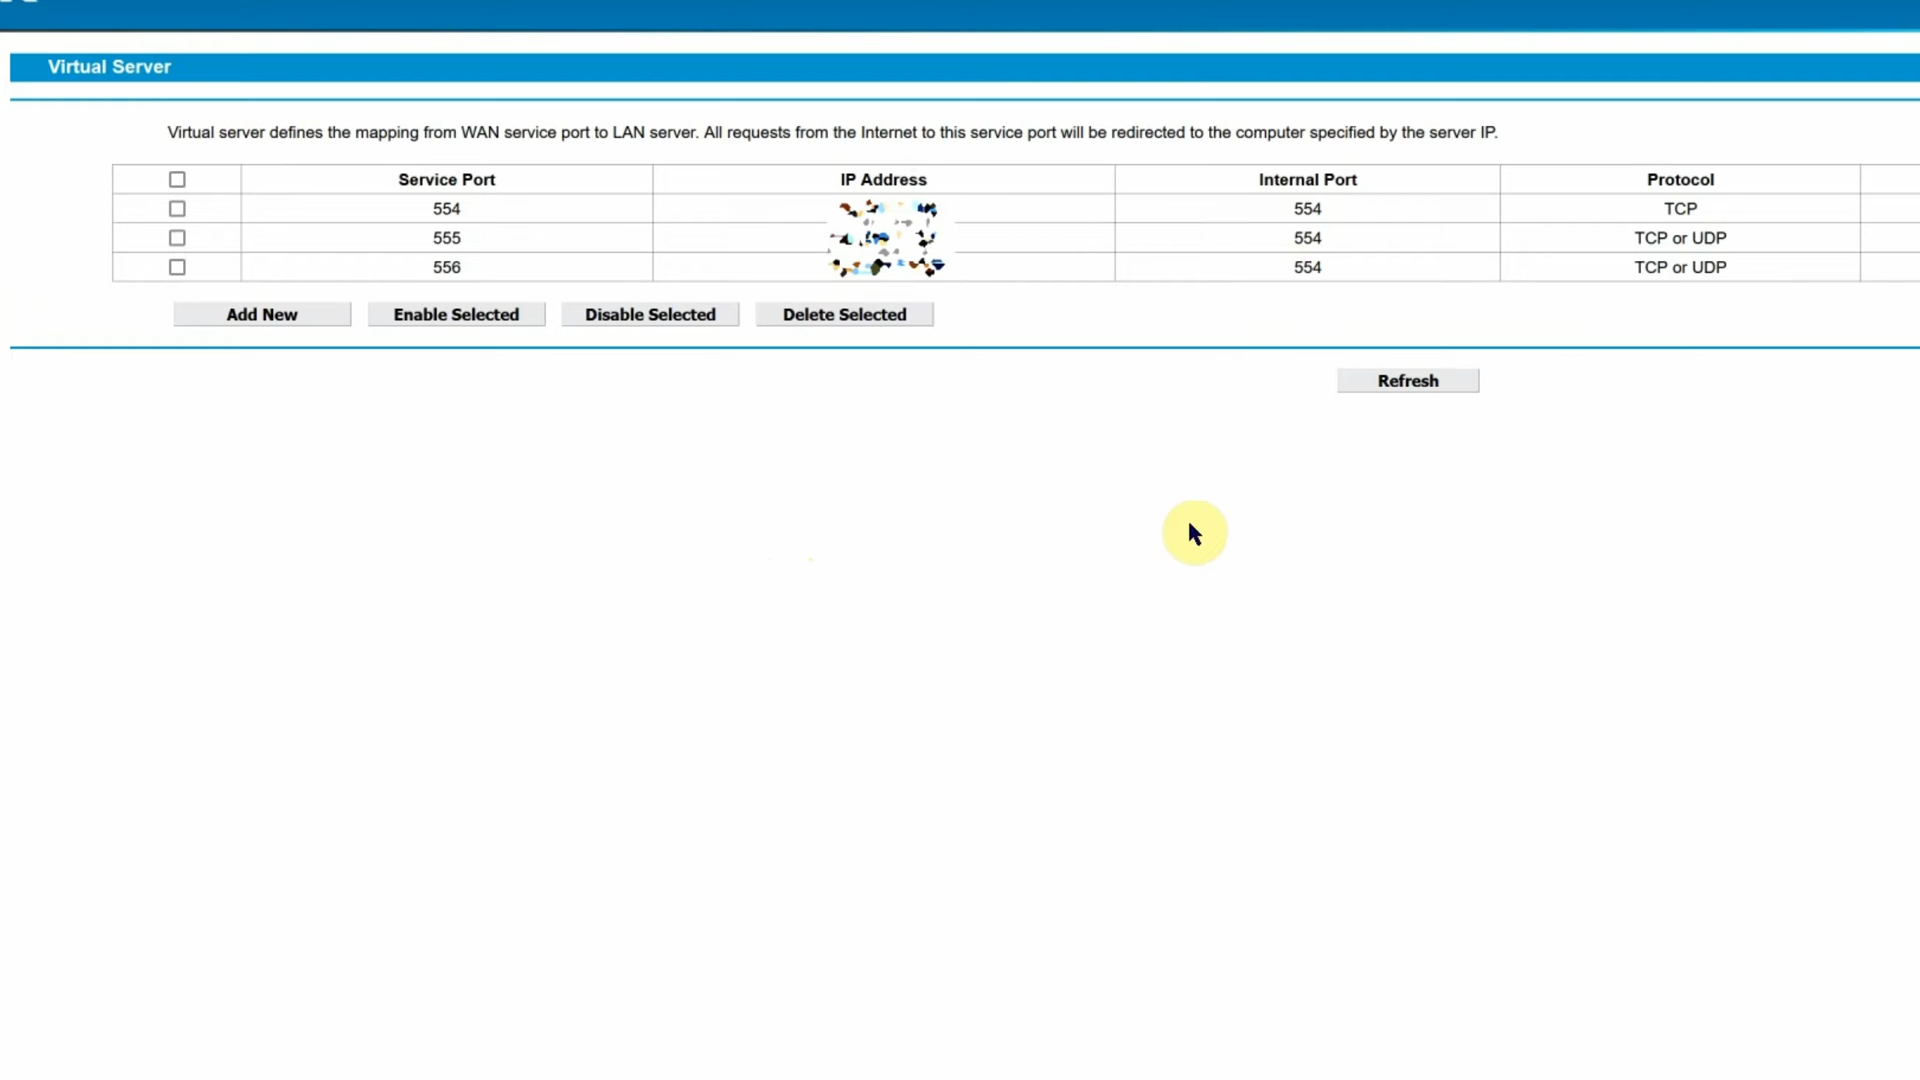 Virtual Server
Virtual server defines the mapping from WAN service port to LAN server. All requests from the Internet to this service port will be redirected to the computer specified by the server IP.
Service Port IP Address Internal Port Protocol
554 554 TCP
555 554 TCP or UDP
556 554 TCP or UDP
Add New Enable Selected Disable Selected Delete Selected
Refresh